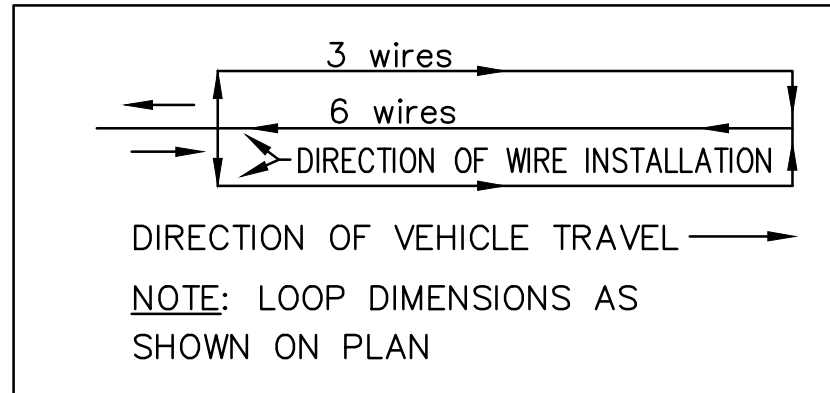 3 wires
6 wires
DIRECTION OF WIRE INSTALLATION
DIRECTION OF VEHICLE TRAVEL
NOTE: LOOP DIMENSIONS AS
SHOWN ON PLAN